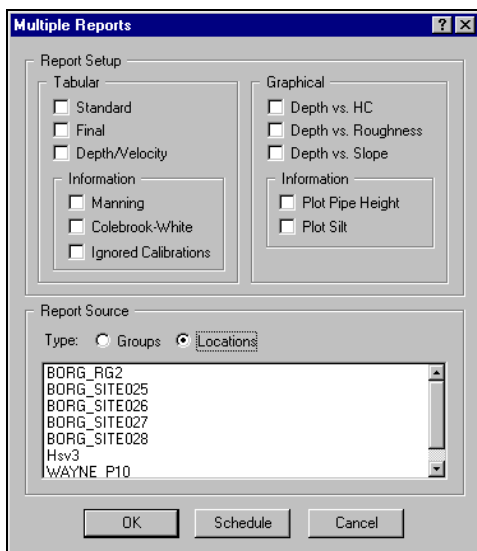 Multiple Reports
Report Setup
Tabular
Standard
Final
Depth/Velocity
Information
Manning
Colebrook-White
Ignored Calibrations
Graphical
Depth vs. HC
Depth vs. Roughness
Depth vs. Slope
Information
Plot Pipe Height
Plot Silt
Report Source
Type: Groups Locations
BORG_RG2
BORG_SITE025
BORG_SITE026
BORG_SITE027
BORG_SITE028
Hsv3
WAYNE_P10
OK Schedule Cancel